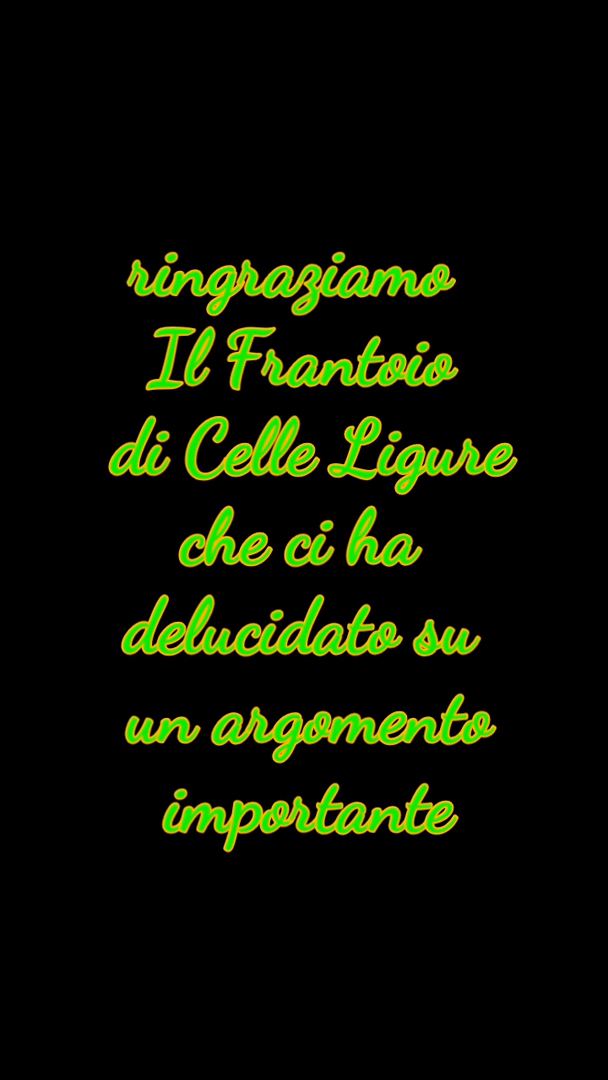 ringraziamo
Il Frantoio
di Celle Ligure
che ci ha
delucidato su
un argomento
importante